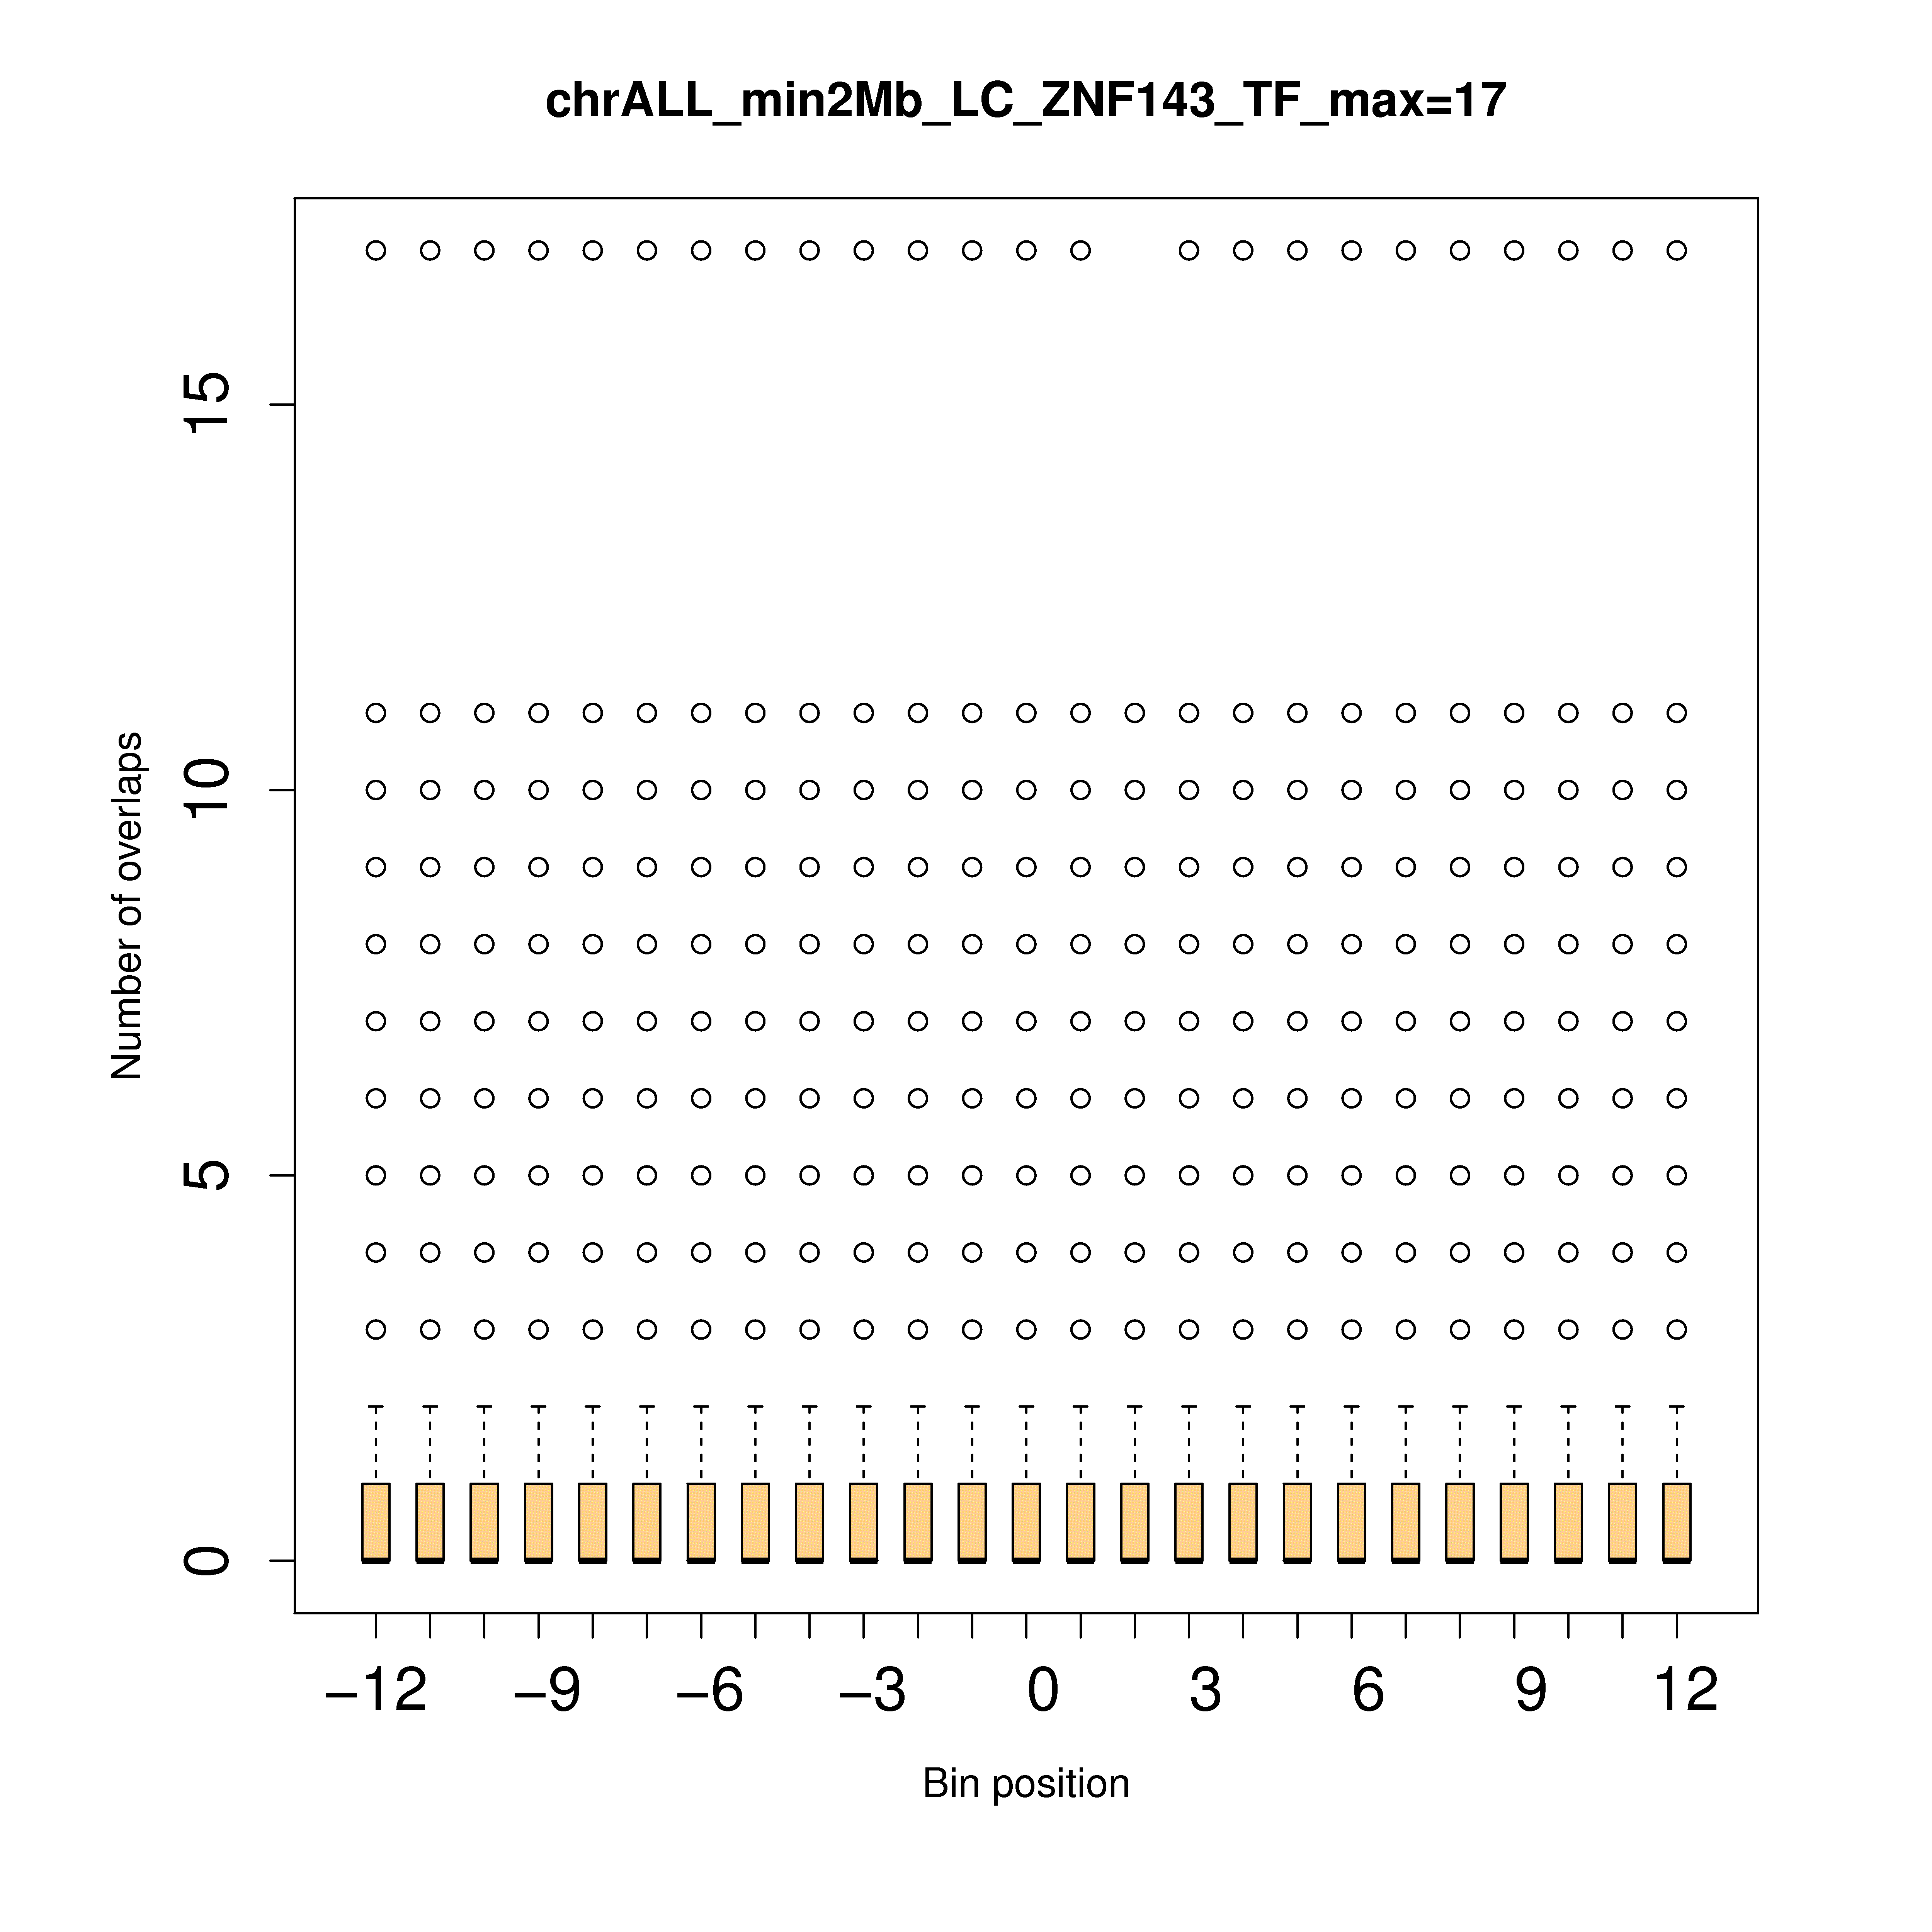 chrALL_min2Mb_LC_ZNF143_TF_max=17
15
10
5
0
Number of overlaps
−12 −9 −6 −3 0 3 6 9 12
Bin position